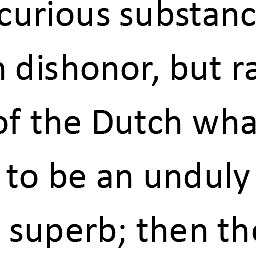 curious substanc
n dishonor, but ra
of the Dutch wha
to be an unduly
superb; then the